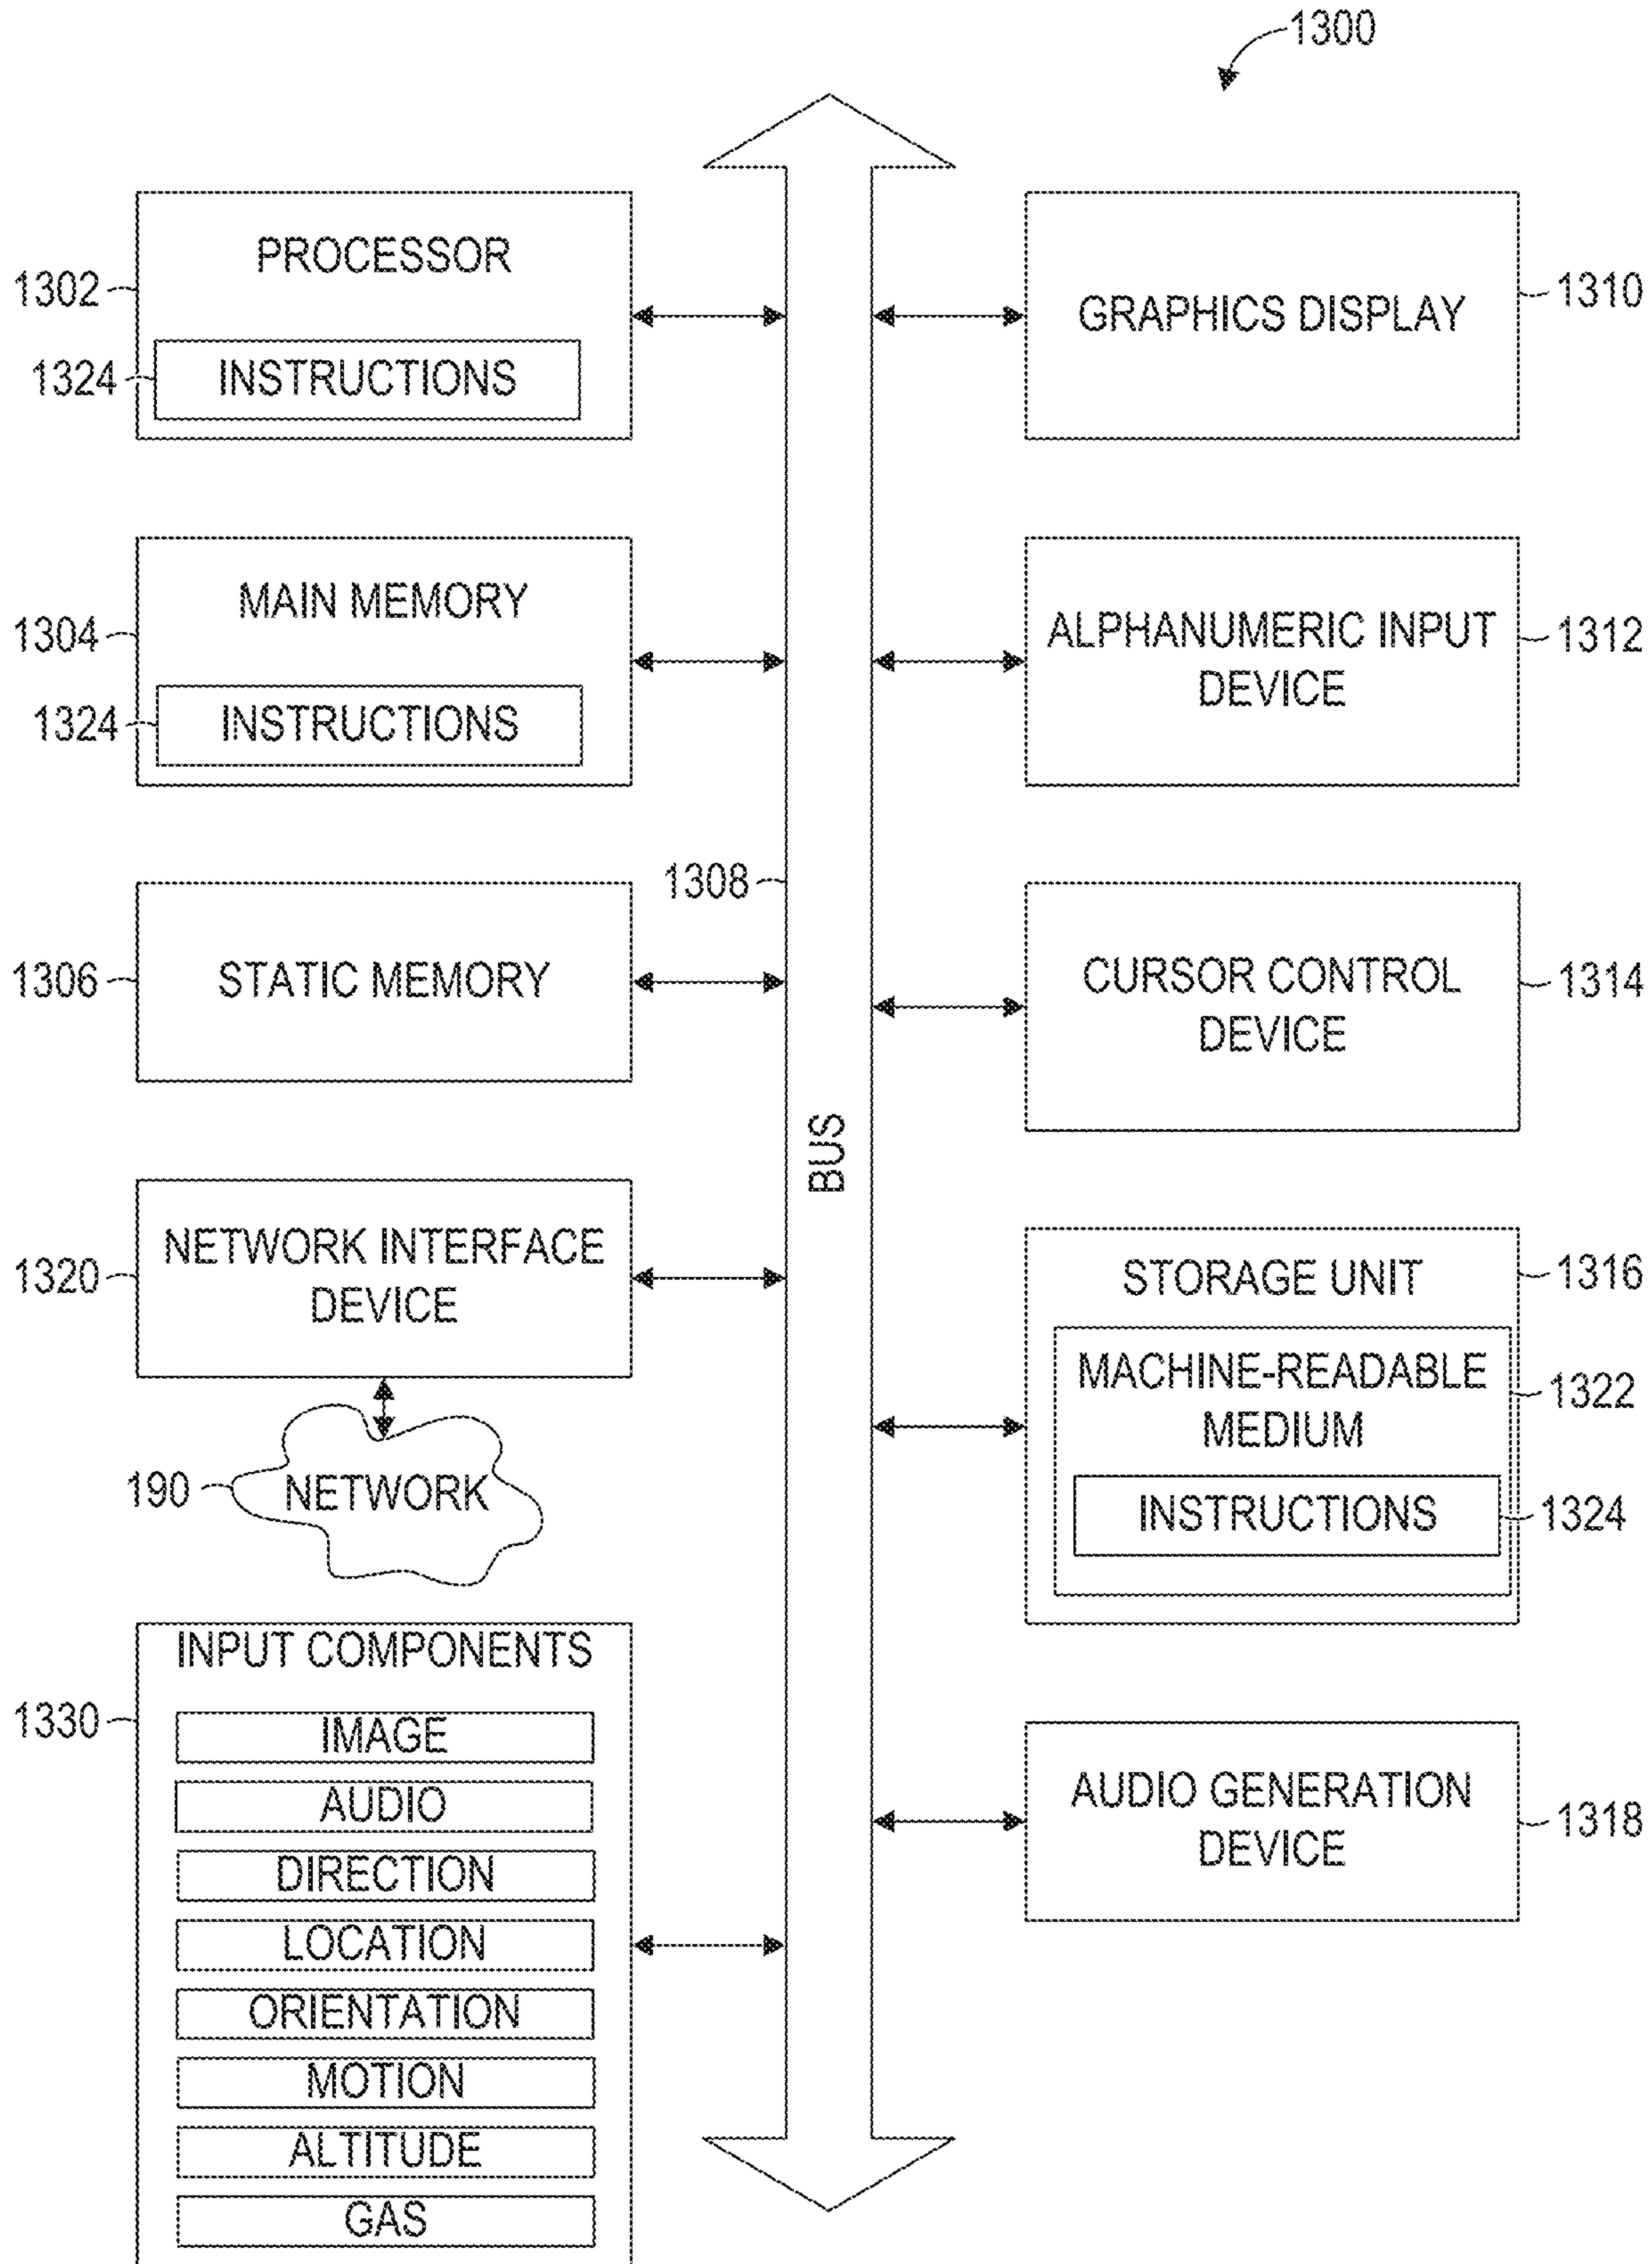 1300
PROCESSOR
1302
1324
INSTRUCTIONS
MAIN MEMORY
1304
1324
INSTRUCTIONS
1308
1306
STATIC MEMORY
NETWORK INTERFACE
DEVICE
1320
190
NETWORK
INPUT COMPONENTS
1330
IMAGE
AUDIO
DIRECTION
LOCATION
ORIENTATION
MOTION
ALTITUDE
GAS
BUS
GRAPHICS DISPLAY
1310
ALPHANUMERIC INPUT
DEVICE
1312
CURSOR CONTROL
DEVICE
1314
STORAGE UNIT
1316
MACHINE-READABLE
MEDIUM
1322
INSTRUCTIONS
1324
AUDIO GENERATION
DEVICE
1318